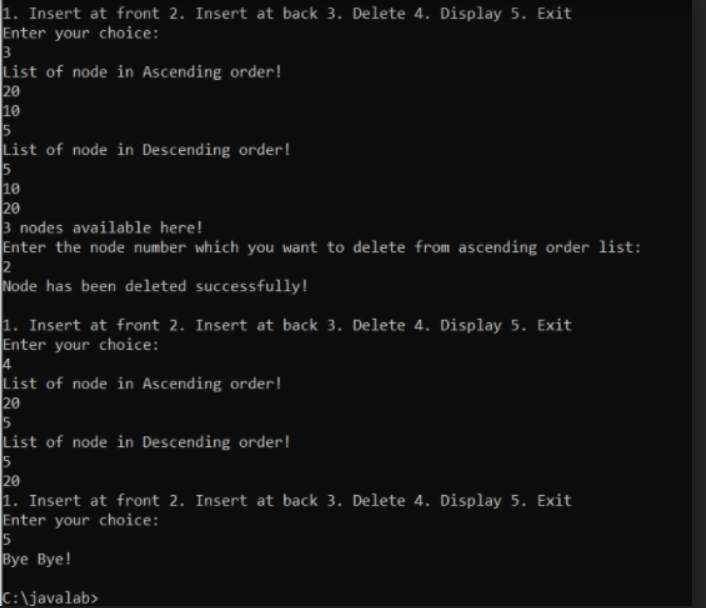 1. Insert at front 2. Insert at back 3. Delete 4. Display 5. Exit
Enter your choice:
3
List of node in Ascending order!
20
10
5
List of node in Descending order!
5
10
20
3 nodes available here!
Enter the node number which you want to delete from ascending order list:
2
Node has been deleted successfully!
1. Insert at front 2. Insert at back 3. Delete 4. Display 5. Exit
Enter your choice:
4
List of node in Ascending order!
20
5
List of node in Descending order!
5
20
1. Insert at front 2. Insert at back 3. Delete 4. Display 5. Exit
Enter your choice:
5
Bye Bye!
C:\javalab>